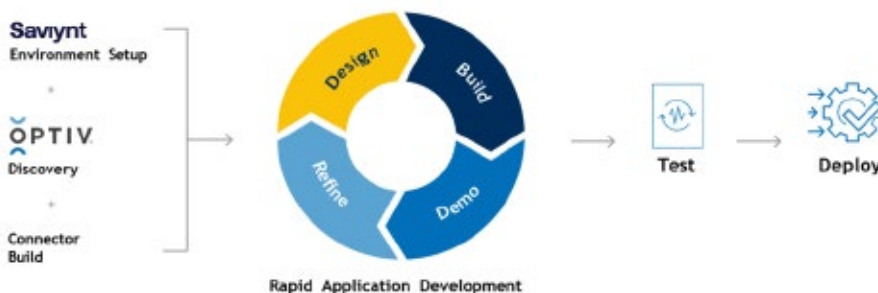 Saviynt
Environment Setup
+
OPTIV
Discovery
+
Connector
Build
Design
Build
Demo
Refine
Rapid Application Development
Test
Deploy